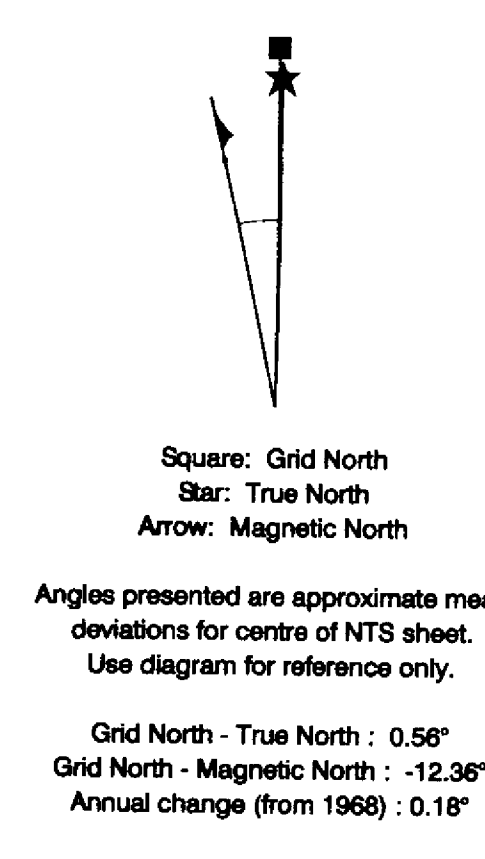 Square: Grid North
Star: True North
Arrow: Magnetic North
Angles presented are approximate
deviations for centre of NTS sheet.
Use diagram for reference only.
Grid North - True North : 0.56°
Grid North - Magnetic North : -12.36°
Annual change (from 1968) : 0.18°